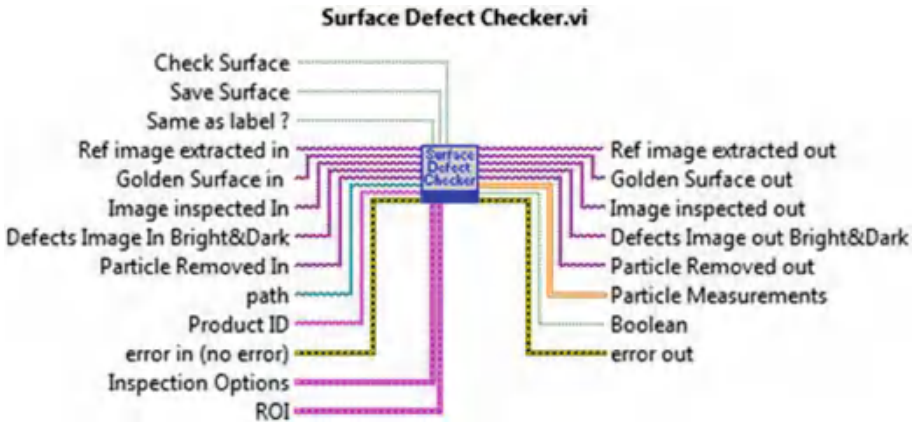 Surface Defect Checker.vi
Check Surface
Save Surface
Same as label ?
Ref image extracted in
Golden Surface in
Image inspected In
Defects Image In Bright&Dark
Particle Removed In
path
Product ID
error in (no error)
Inspection Options
ROI
Surface
Defect
Checker
Ref image extracted out
Golden Surface out
Image inspected out
Defects Image out Bright&Dark
Particle Removed out
Particle Measurements
Boolean
error out